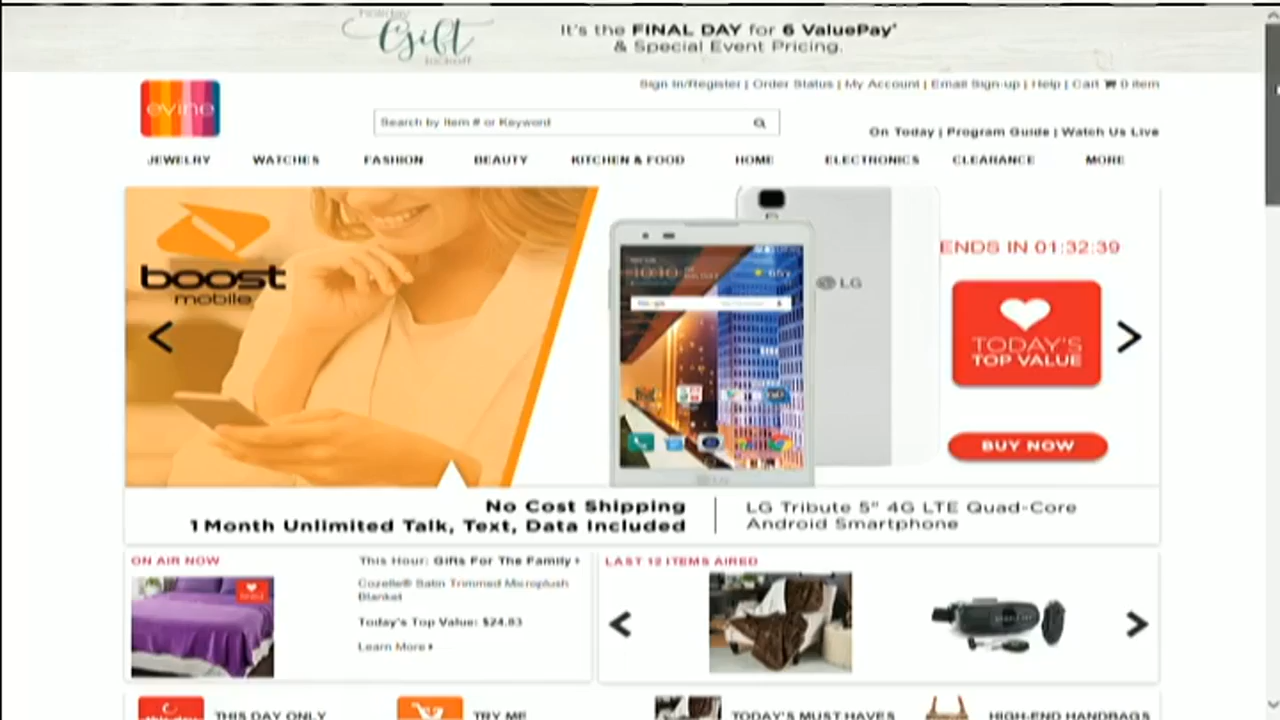 holiday
Gift
kickoff
It's the FINAL DAY for 6 ValuePay*
& Special Event Pricing.
Sign In/Register | Order Status | My Account | Email Sign-up | Help | Cart 0 item
evine
Search by Item # or Keyword
On Today | Program Guide | Watch Us Live
JEWELRY WATCHES FASHION BEAUTY KITCHEN & FOOD HOME ELECTRONICS CLEARANCE MORE
boost
mobile
10:10
LG
ENDS IN 01:32:39
TODAY'S
TOP VALUE
BUY NOW
No Cost Shipping
1 Month Unlimited Talk, Text, Data Included
LG Tribute 5" 4G LTE Quad-Core
Android Smartphone
ON AIR NOW
This Hour: Gifts For The Family
Cozelle® Satin Trimmed Microplush
Blanket
Today's Top Value: $24.83
Learn More
LAST 12 ITEMS AIRED
THIS DAY ONLY
TRY ME
TODAY'S MUST HAVES
HIGH-END HANDBAGS